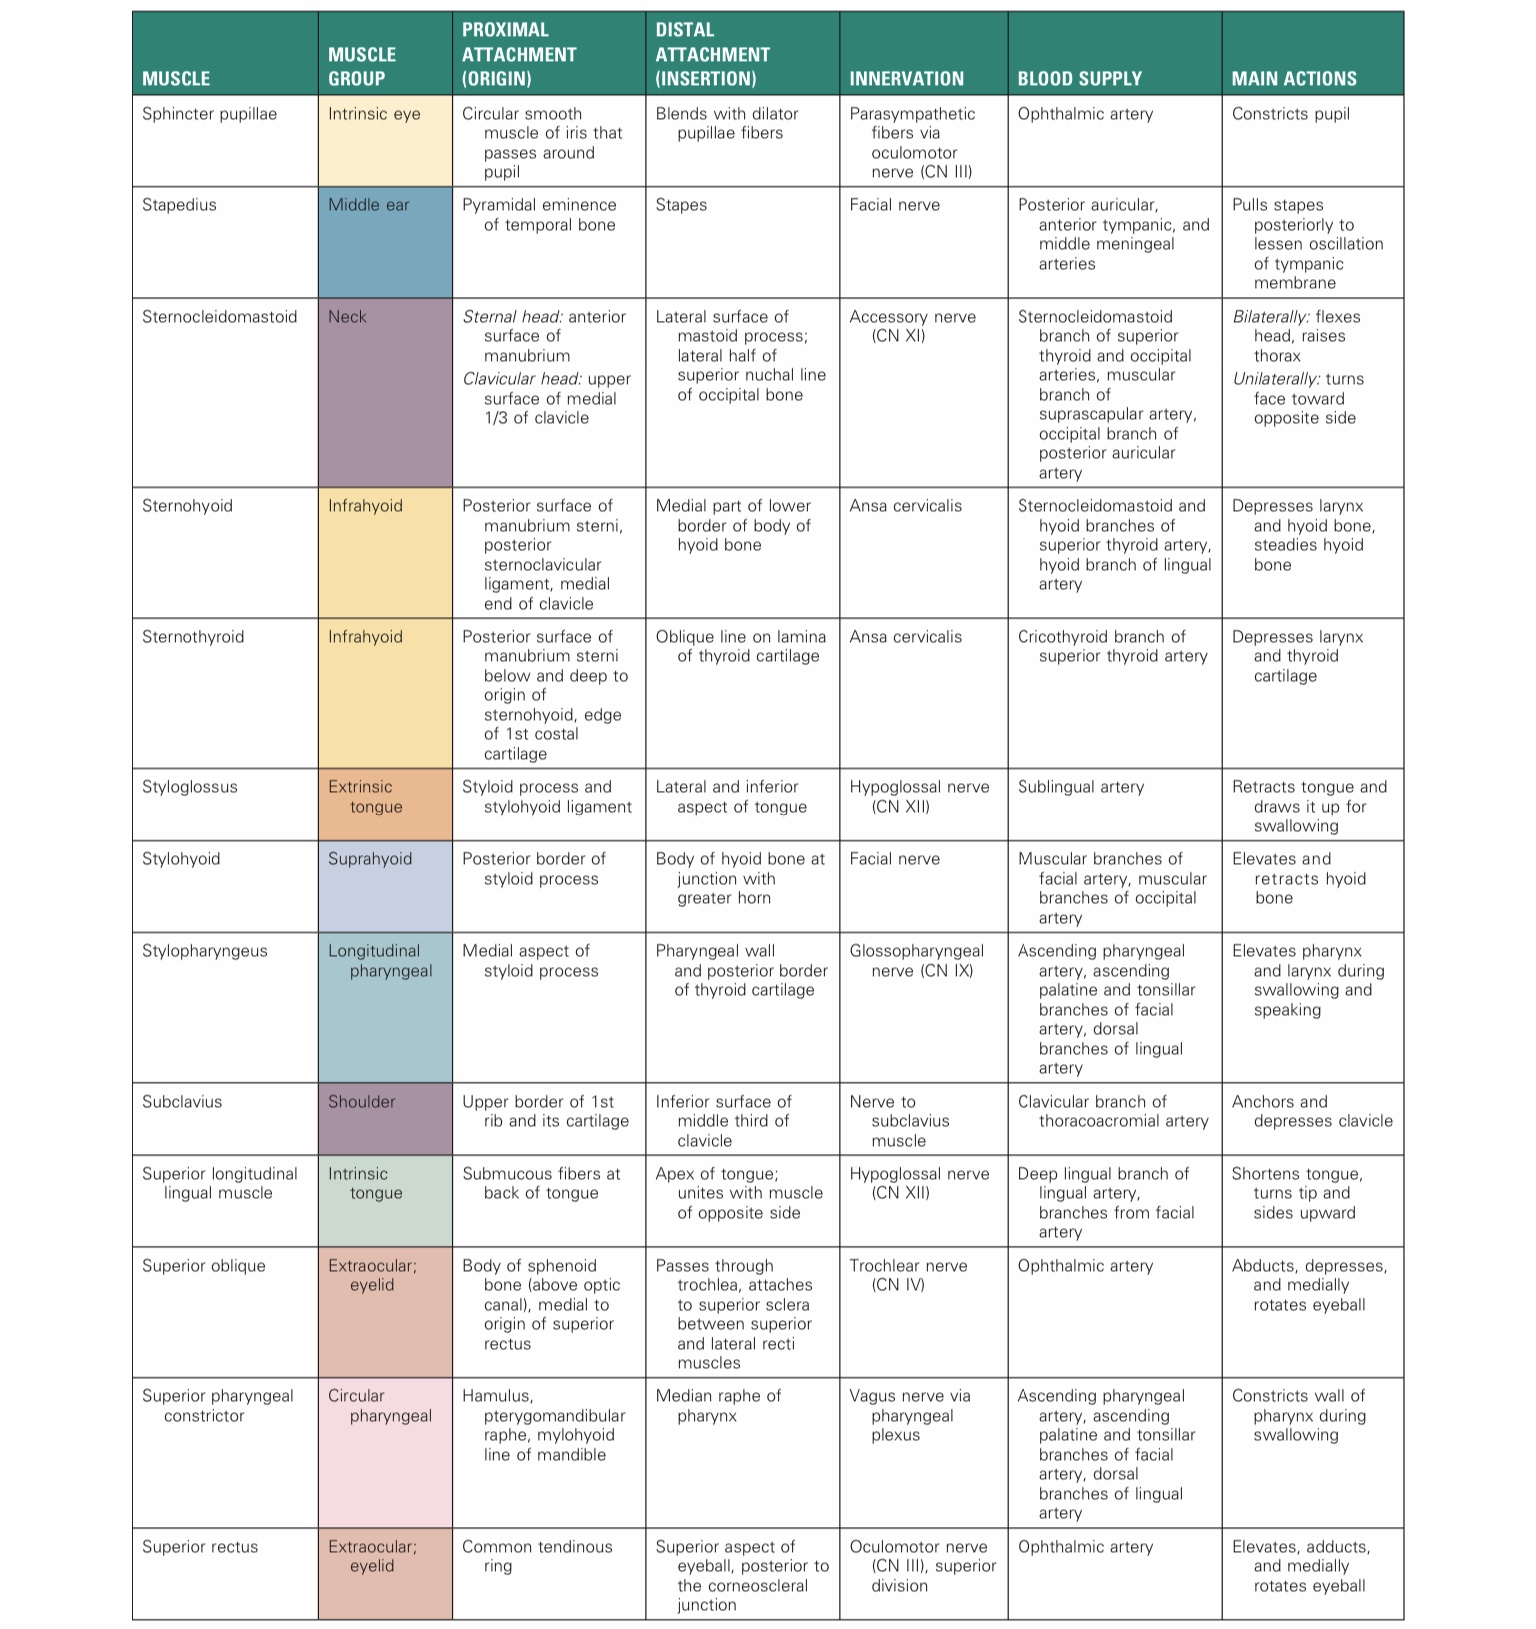 MUSCLE
MUSCLE
GROUP
PROXIMAL
ATTACHMENT
(ORIGIN)
DISTAL
ATTACHMENT
(INSERTION)
INNERVATION
BLOOD SUPPLY
MAIN ACTIONS
Sphincter pupillae
Intrinsic eye
Circular smooth
muscle of iris that
passes around
pupil
Blends with dilator
pupillae fibers
Parasympathetic
fibers via
oculomotor
nerve (CN III)
Ophthalmic artery
Constricts pupil
Stapedius
Middle ear
Pyramidal eminence
of temporal bone
Stapes
Facial nerve
Posterior auricular,
anterior tympanic, and
middle meningeal
arteries
Pulls stapes
posteriorly to
lessen oscillation
of tympanic
membrane
Sternocleidomastoid
Neck
Sternal head: anterior
surface of
manubrium
Clavicular head: upper
surface of medial
1/3 of clavicle
Lateral surface of
mastoid process;
lateral half of
superior nuchal line
of occipital bone
Accessory nerve
(CN XI)
Sternocleidomastoid
branch of superior
thyroid and occipital
arteries, muscular
branch of
suprascapular artery,
occipital branch of
posterior auricular
artery
Bilaterally: flexes
head, raises
thorax
Unilaterally: turns
face toward
opposite side
Sternohyoid
Infrahyoid
Posterior surface of
manubrium sterni,
posterior
sternoclavicular
ligament, medial
end of clavicle
Medial part of lower
border of body of
hyoid bone
Ansa cervicalis
Sternocleidomastoid and
hyoid branches of
superior thyroid artery,
hyoid branch of lingual
artery
Depresses larynx
and hyoid bone,
steadies hyoid
bone
Sternothyroid
Infrahyoid
Posterior surface of
manubrium sterni
below and deep to
origin of
sternohyoid, edge
of 1st costal
cartilage
Oblique line on lamina
of thyroid cartilage
Ansa cervicalis
Cricothyroid branch of
superior thyroid artery
Depresses larynx
and thyroid
cartilage
Styloglossus
Extrinsic
tongue
Styloid process and
stylohyoid ligament
Lateral and inferior
aspect of tongue
Hypoglossal nerve
(CN XII)
Sublingual artery
Retracts tongue and
draws it up for
swallowing
Stylohyoid
Suprahyoid
Posterior border of
styloid process
Body of hyoid bone at
junction with
greater horn
Facial nerve
Muscular branches of
facial artery, muscular
branches of occipital
artery
Elevates and
retracts hyoid
bone
Stylopharyngeus
Longitudinal
pharyngeal
Medial aspect of
styloid process
Pharyngeal wall
and posterior border
of thyroid cartilage
Glossopharyngeal
nerve (CN IX)
Ascending pharyngeal
artery, ascending
palatine and tonsillar
branches of facial
artery, dorsal
branches of lingual
artery
Elevates pharynx
and larynx during
swallowing and
speaking
Subclavius
Shoulder
Upper border of 1st
rib and its cartilage
Inferior surface of
middle third of
clavicle
Nerve to
subclavius
muscle
Clavicular branch of
thoracoacromial artery
Anchors and
depresses clavicle
Superior longitudinal
lingual muscle
Intrinsic
tongue
Submucous fibers at
back of tongue
Apex of tongue;
unites with muscle
of opposite side
Hypoglossal nerve
(CN XII)
Deep lingual branch of
lingual artery,
branches from facial
artery
Shortens tongue,
turns tip and
sides upward
Superior oblique
Extraocular;
eyelid
Body of sphenoid
bone (above optic
canal), medial to
origin of superior
rectus
Passes through
trochlea, attaches
to superior sclera
between superior
and lateral recti
muscles
Trochlear nerve
(CN IV)
Ophthalmic artery
Abducts, depresses,
and medially
rotates eyeball
Superior pharyngeal
constrictor
Circular
pharyngeal
Hamulus,
pterygomandibular
raphe, mylohyoid
line of mandible
Median raphe of
pharynx
Vagus nerve via
pharyngeal
plexus
Ascending pharyngeal
artery, ascending
palatine and tonsillar
branches of facial
artery, dorsal
branches of lingual
artery
Constricts wall of
pharynx during
swallowing
Superior rectus
Extraocular;
eyelid
Common tendinous
ring
Superior aspect of
eyeball, posterior to
the corneoscleral
junction
Oculomotor nerve
(CN III), superior
division
Ophthalmic artery
Elevates, adducts,
and medially
rotates eyeball